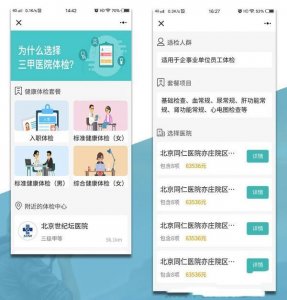 4G 14:42
为什么选择
三甲医院体检?
健康体检套餐
入职体检
标准健康体检(女)
标准健康体检(男)
综合健康体检(女)
附近的体检中心
北京世纪坛医院
三级甲等
16:27
适检人群
适用于企事业单位员工体检
套餐项目
基础检查、血常规、尿常规、肝功能
常规、肾功能常规、心电图检查等
选择医院
北京同仁医院亦庄院区···
包含8项 63536元
详情
北京同仁医院亦庄院区···
包含8项 63536元
详情
北京同仁医院亦庄院区···
包含8项 63536元
详情
北京同仁医院亦庄院区···
包含8项 63536元
详情